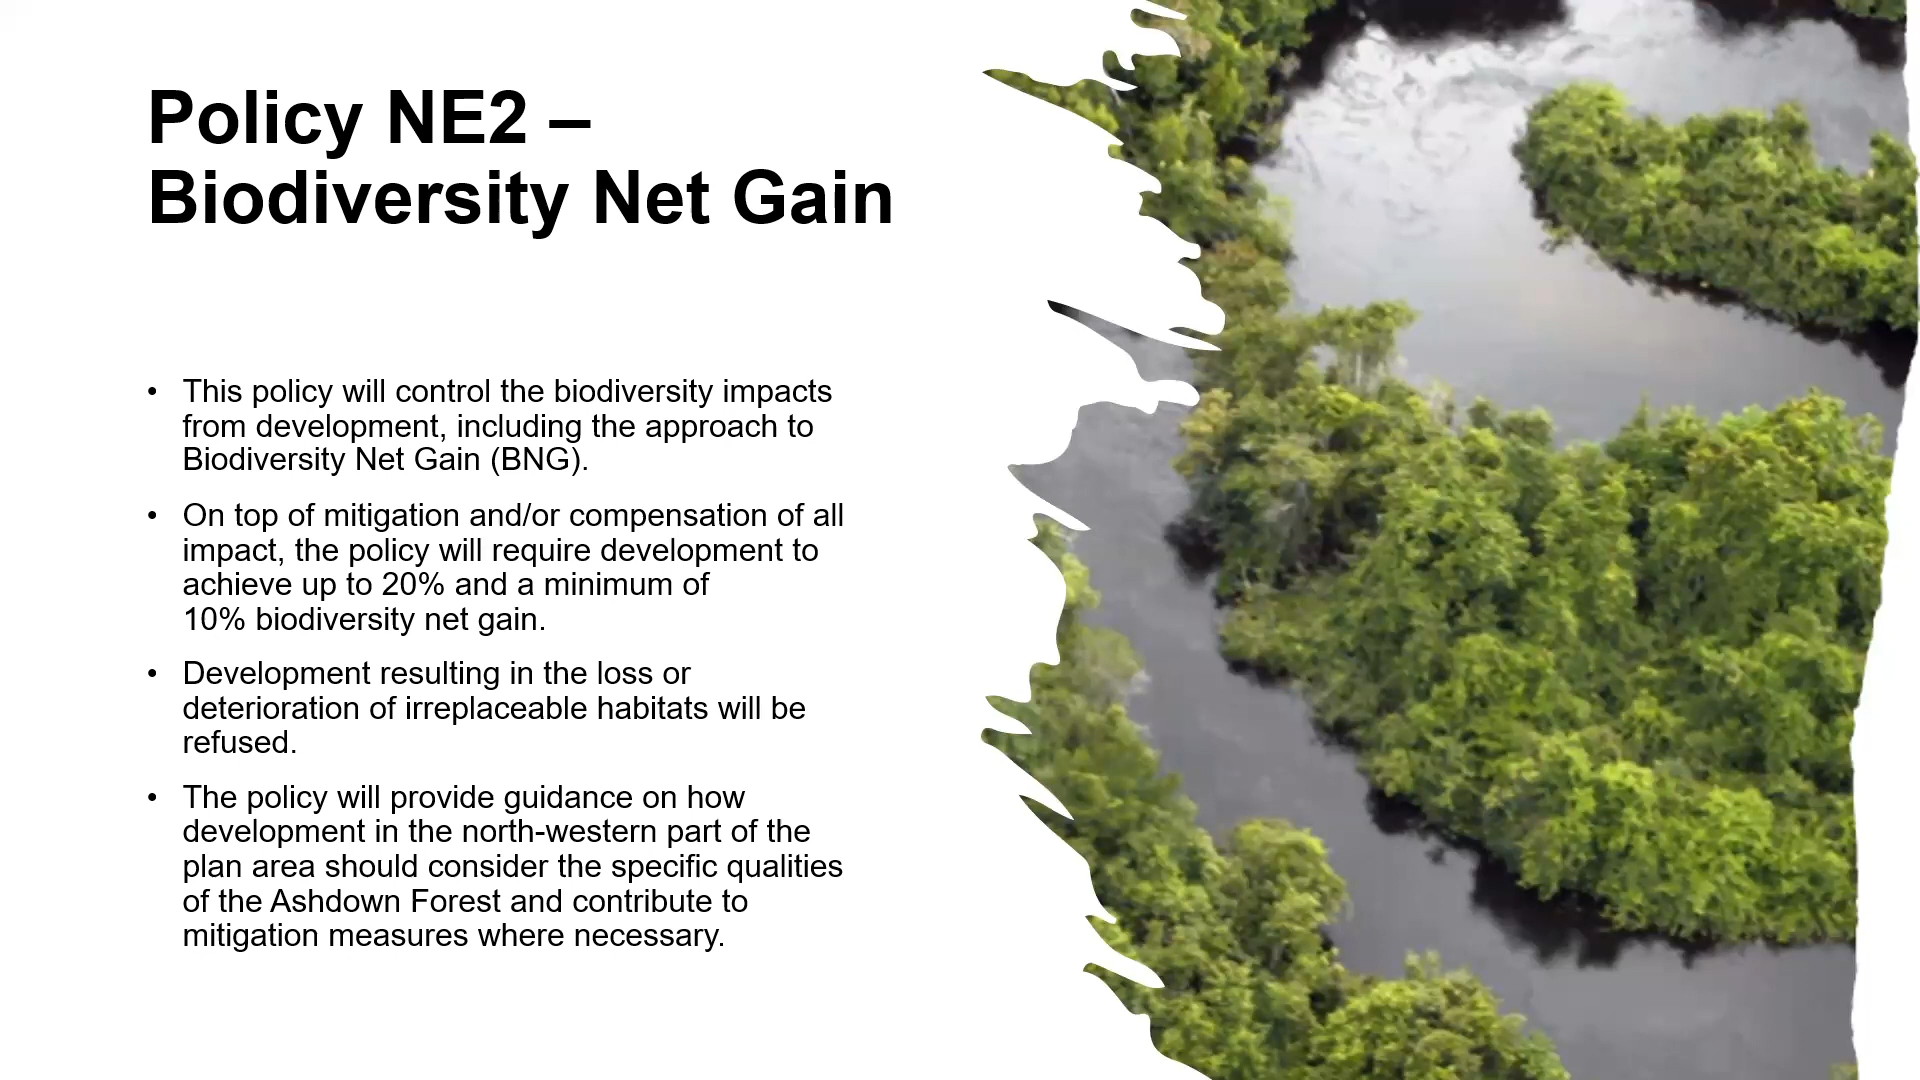 Policy NE2 –
Biodiversity Net Gain
• This policy will control the biodiversity impacts
from development, including the approach to
Biodiversity Net Gain (BNG).
• On top of mitigation and/or compensation of all
impact, the policy will require development to
achieve up to 20% and a minimum of
10% biodiversity net gain.
• Development resulting in the loss or
deterioration of irreplaceable habitats will be
refused.
• The policy will provide guidance on how
development in the north-western part of the
plan area should consider the specific qualities
of the Ashdown Forest and contribute to
mitigation measures where necessary.